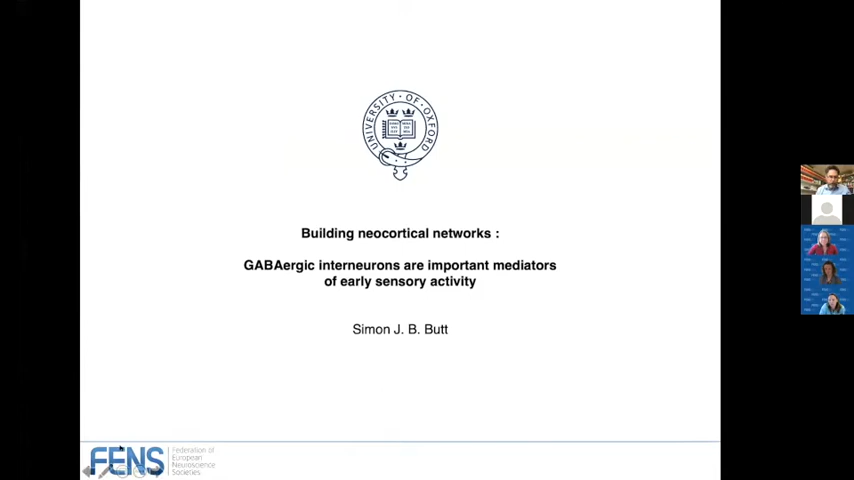 UNIVERSITY · OF · OXFORD
Building neocortical networks :
GABAergic interneurons are important mediators
of early sensory activity
Simon J. B. Butt
FENS
Federation of
European
Neuroscience
Societies